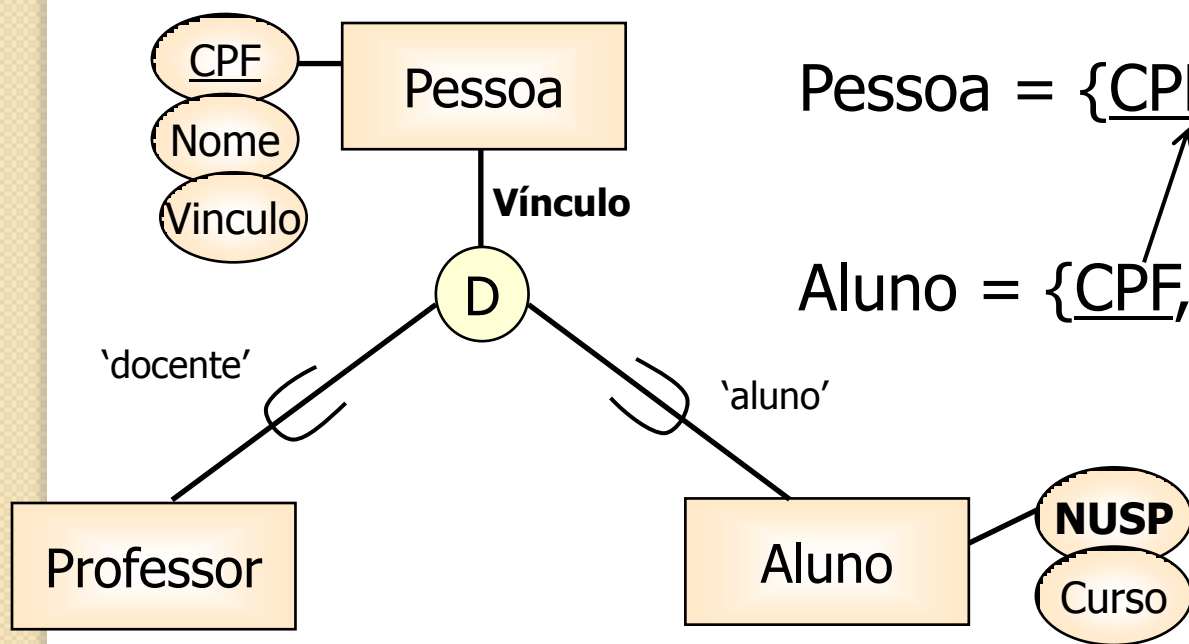 CPF
Nome
Vinculo
Pessoa
Vínculo
D
‘docente’
‘aluno’
Professor
Aluno
NUSP
Curso
Pessoa = {CP
Aluno = {CPF,